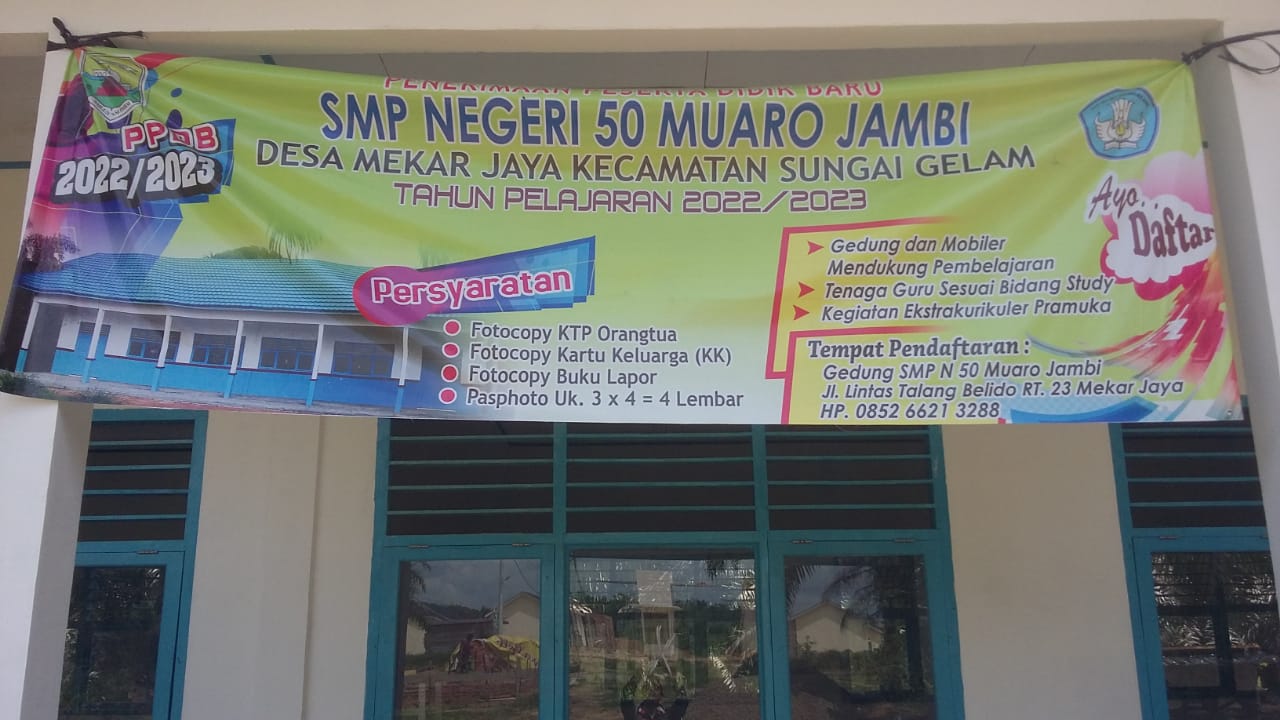 PENERIMAAN PESERTA DIDIK BARU
SMP NEGERI 50 MUARO JAMBI
DESA MEKAR JAYA KECAMATAN SUNGAI GELAM
TAHUN PELAJARAN 2022/2023
PPDB
2022/2023
Ayo..
Daftar
Persyaratan
Fotocopy KTP Orangtua
Fotocopy Kartu Keluarga (KK)
Fotocopy Buku Lapor
Pasphoto Uk. 3 x 4 = 4 Lembar
Gedung dan Mobiler
Mendukung Pembelajaran
Tenaga Guru Sesuai Bidang Study
Kegiatan Ekstrakurikuler Pramuka
Tempat Pendaftaran :
Gedung SMP N 50 Muaro Jambi
Jl. Lintas Talang Belido RT. 23 Mekar Jaya
HP. 0852 6621 3288